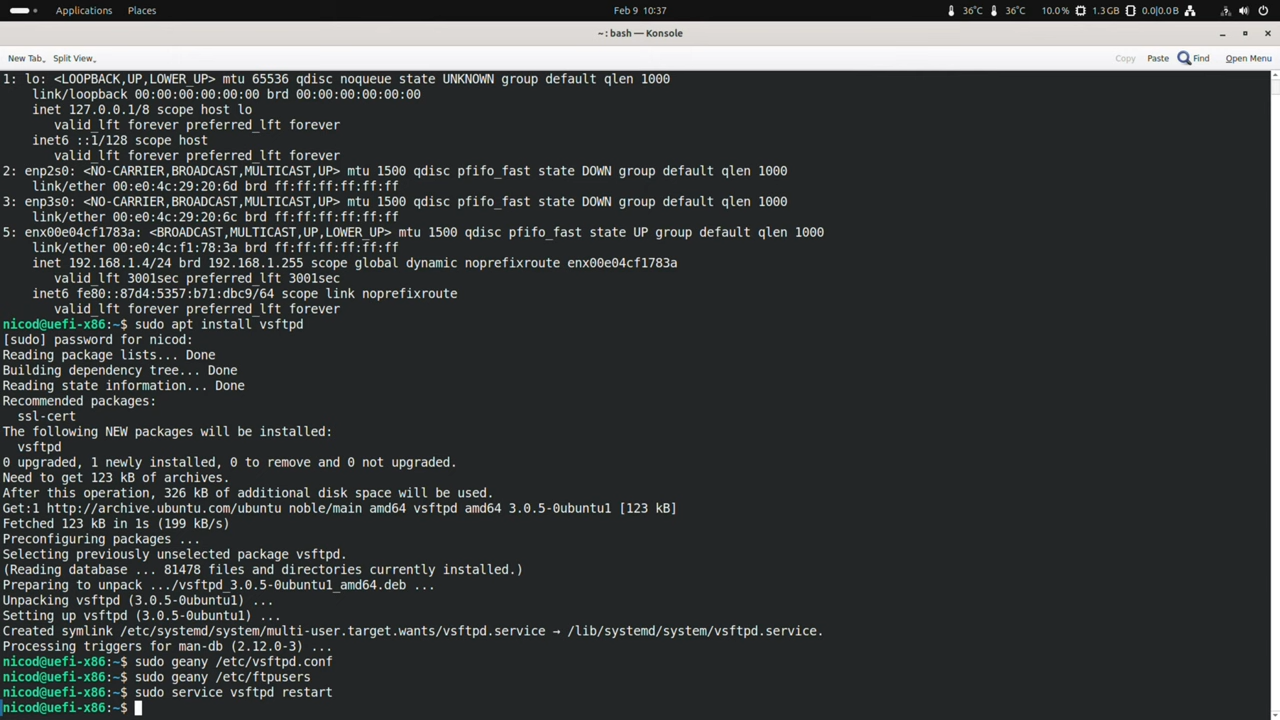 Applications Places Feb 9 10:37 36°C 36°C 10.0% 1.3GB 0.0|0.0B
~ : bash — Konsole
New Tab Split View Copy Paste Find Open Menu
1: lo: <LOOPBACK,UP,LOWER_UP> mtu 65536 qdisc noqueue state UNKNOWN group default qlen 1000
link/loopback 00:00:00:00:00:00 brd 00:00:00:00:00:00
inet 127.0.0.1/8 scope host lo
valid_lft forever preferred_lft forever
inet6 ::1/128 scope host
valid_lft forever preferred_lft forever
2: enp2s0: <NO-CARRIER,BROADCAST,MULTICAST,UP> mtu 1500 qdisc pfifo_fast state DOWN group default qlen 1000
link/ether 00:e0:4c:29:20:6d brd ff:ff:ff:ff:ff:ff
3: enp3s0: <NO-CARRIER,BROADCAST,MULTICAST,UP> mtu 1500 qdisc pfifo_fast state DOWN group default qlen 1000
link/ether 00:e0:4c:29:20:6c brd ff:ff:ff:ff:ff:ff
5: enx00e04cf1783a: <BROADCAST,MULTICAST,UP,LOWER_UP> mtu 1500 qdisc pfifo_fast state UP group default qlen 1000
link/ether 00:e0:4c:f1:78:3a brd ff:ff:ff:ff:ff:ff
inet 192.168.1.4/24 brd 192.168.1.255 scope global dynamic noprefixroute enx00e04cf1783a
valid_lft 3001sec preferred_lft 3001sec
inet6 fe80::87d4:5357:b71:dbc9/64 scope link noprefixroute
valid_lft forever preferred_lft forever
nicod@uefi-x86:~$ sudo apt install vsftpd
[sudo] password for nicod:
Reading package lists... Done
Building dependency tree... Done
Reading state information... Done
Recommended packages:
ssl-cert
The following NEW packages will be installed:
vsftpd
0 upgraded, 1 newly installed, 0 to remove and 0 not upgraded.
Need to get 123 kB of archives.
After this operation, 326 kB of additional disk space will be used.
Get:1 http://archive.ubuntu.com/ubuntu noble/main amd64 vsftpd amd64 3.0.5-0ubuntu1 [123 kB]
Fetched 123 kB in 1s (199 kB/s)
Preconfiguring packages ...
Selecting previously unselected package vsftpd.
(Reading database ... 81478 files and directories currently installed.)
Preparing to unpack .../vsftpd_3.0.5-0ubuntu1_amd64.deb ...
Unpacking vsftpd (3.0.5-0ubuntu1) ...
Setting up vsftpd (3.0.5-0ubuntu1) ...
Created symlink /etc/systemd/system/multi-user.target.wants/vsftpd.service → /lib/systemd/system/vsftpd.service.
Processing triggers for man-db (2.12.0-3) ...
nicod@uefi-x86:~$ sudo geany /etc/vsftpd.conf
nicod@uefi-x86:~$ sudo geany /etc/ftpusers
nicod@uefi-x86:~$ sudo service vsftpd restart
nicod@uefi-x86:~$